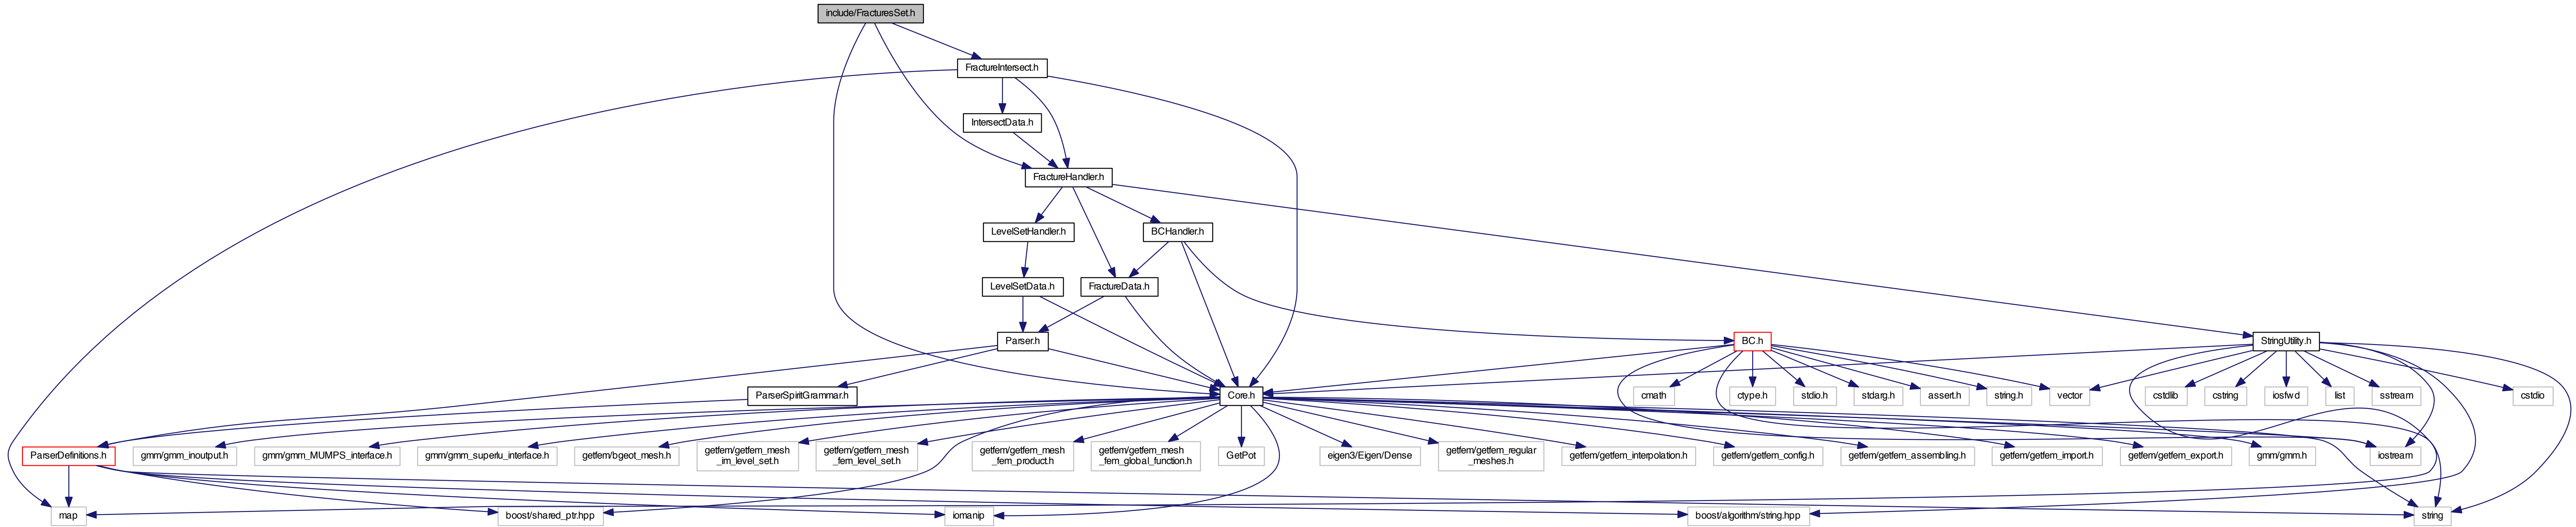 include/FracturesSet.h
FractureIntersect.h
IntersectData.h
FractureHandler.h
LevelSetHandler.h
BCHandler.h
LevelSetData.h
FractureData.h
Parser.h
BC.h
StringUtility.h
ParserSpiritGrammar.h
Core.h
cmath
ctype.h
stdio.h
stdarg.h
assert.h
string.h
vector
cstdlib
cstring
iosfwd
list
sstream
cstdio
ParserDefinitions.h
gmm/gmm_inoutput.h
gmm/gmm_MUMPS_interface.h
gmm/gmm_superlu_interface.h
getfem/bgeot_mesh.h
getfem/getfem_mesh
_im_level_set.h
getfem/getfem_mesh
_fem_level_set.h
getfem/getfem_mesh
_fem_product.h
getfem/getfem_mesh
_fem_global_function.h
GetPot
eigen3/Eigen/Dense
getfem/getfem_regular
_meshes.h
getfem/getfem_interpolation.h
getfem/getfem_config.h
getfem/getfem_assembling.h
getfem/getfem_import.h
getfem/getfem_export.h
gmm/gmm.h
iostream
map
boost/shared_ptr.hpp
iomanip
boost/algorithm/string.hpp
string